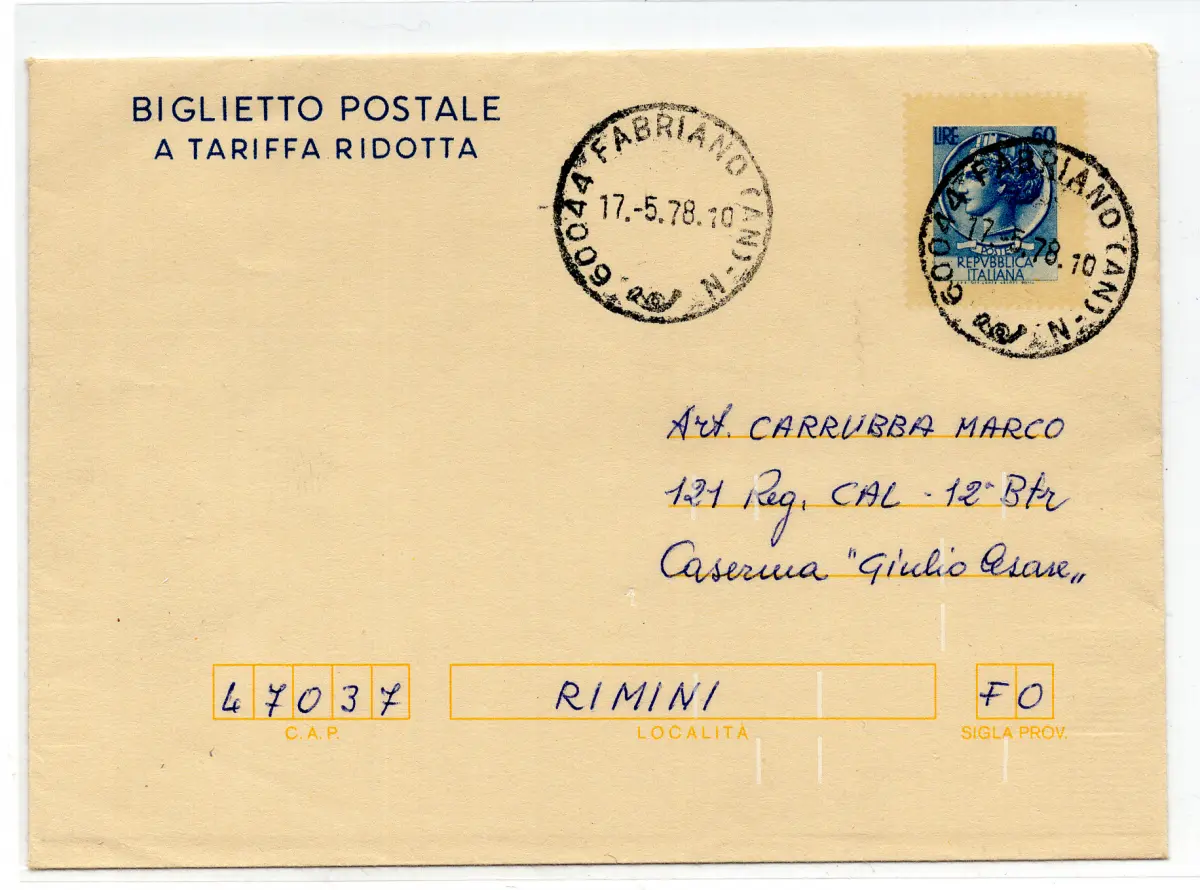 BIGLIETTO POSTALE
A TARIFFA RIDOTTA
60044 FABRIANO (AN) - N
17.-5.78.10
LIRE 60
POSTE
REPVBBLICA
ITALIANA
60044 FABRIANO (AN) - N
17.-5.78.10
Art. CARRUBBA MARCO
121 Reg. CAL - 12ª Btr
Caserma "Giulio Cesare"
47037 RIMINI FO
C.A.P. LOCALITÀ SIGLA PROV.